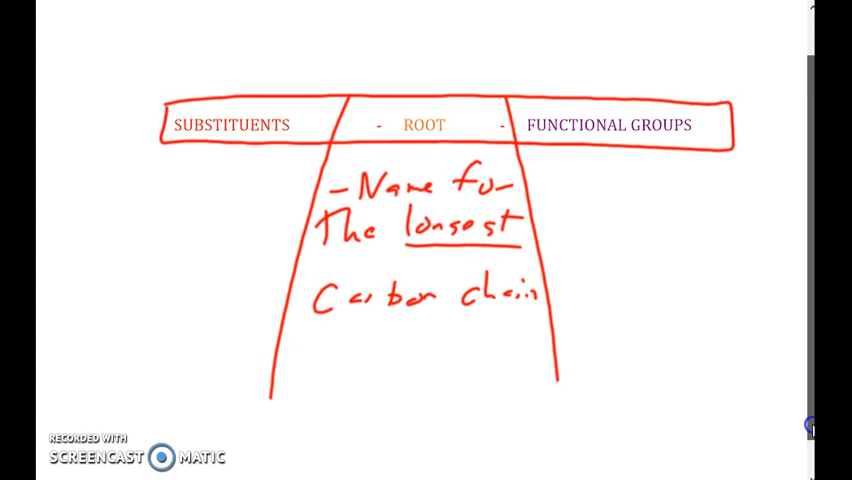 SUBSTITUENTS - ROOT - FUNCTIONAL GROUPS
- Name for
The longest
Carbon chain
RECORDED WITH
SCREENCAST MATIC